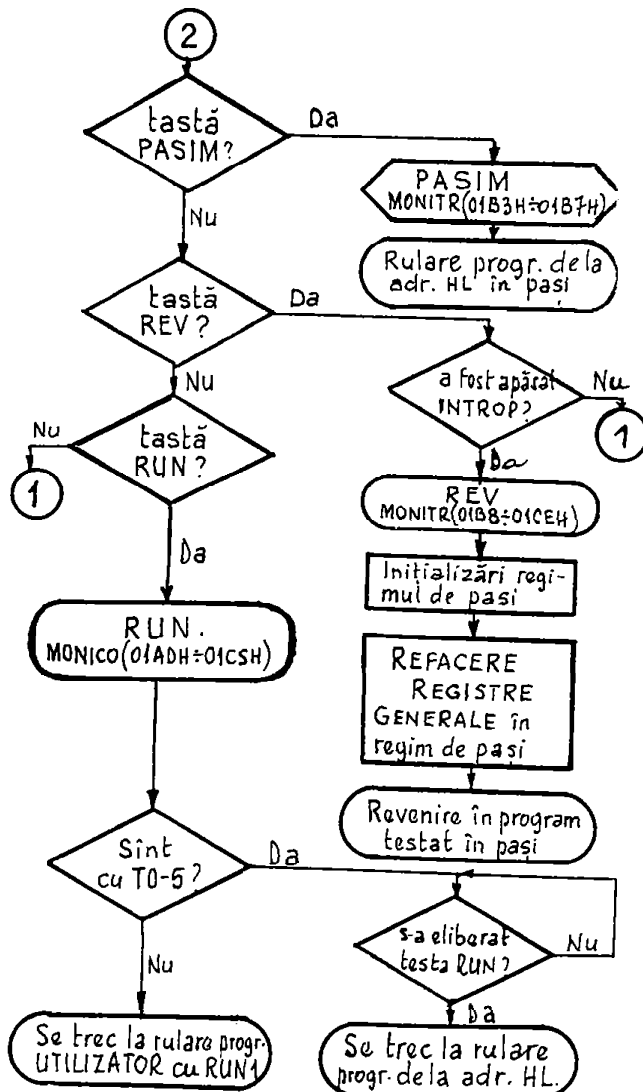 2
tastă
PASIM?
Da
PASIM
MONITR(01B3H÷01B7H)
Nu
Rulare progr. de la
adr. HL în pași
tastă
REV?
Da
a fost apăsat
INTROP?
Nu
1
Nu
tastă
RUN?
Nu
1
Da
REV
MONITR(01B8÷01CEH)
Da
Inițializări regi-
mul de pași
RUN.
MONICO(01ADH÷01CSH)
REFACERE
REGISTRE
GENERALE în
regim de pași
Revenire în program
testat în pași
Sînt
cu TO-5?
Da
s-a eliberat
testa RUN?
Nu
Nu
Da
Se trec la rulare progr.
UTILIZATOR cu RUN1
Se trec la rulare
progr. de la adr. HL.